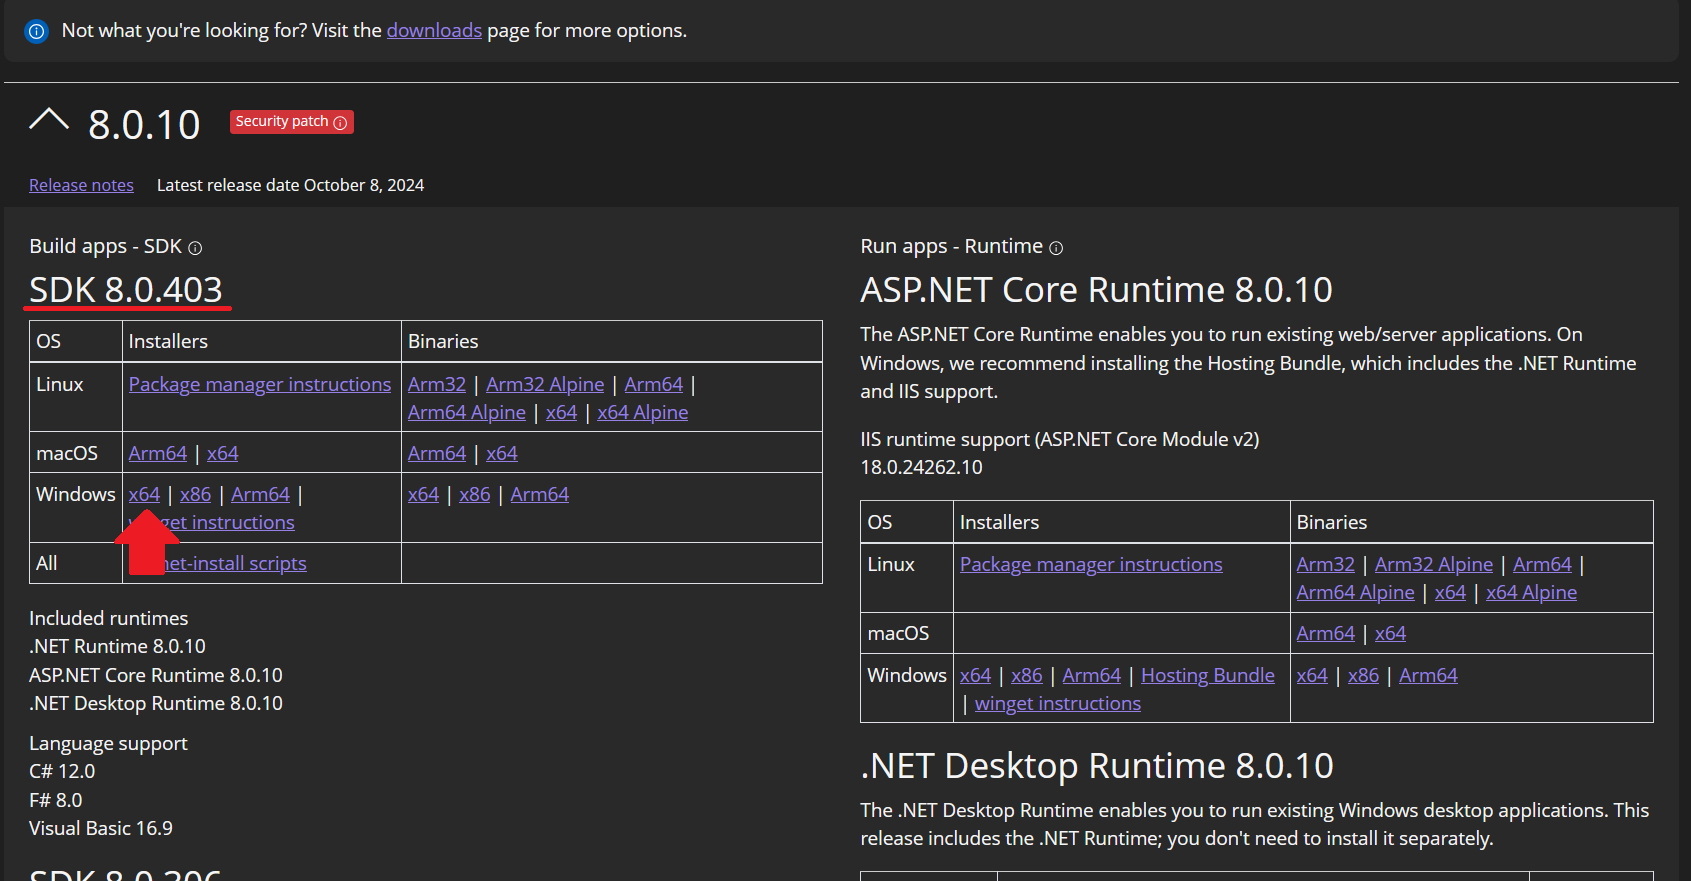 Not what you're looking for? Visit the downloads page for more options.
8.0.10
Security patch
Release notes Latest release date October 8, 2024
Build apps - SDK
SDK 8.0.403
OS Installers Binaries
Linux Package manager instructions Arm32 | Arm32 Alpine | Arm64 |
Arm64 Alpine | x64 | x64 Alpine
macOS Arm64 | x64 Arm64 | x64
Windows x64 | x86 | Arm64 | x64 | x86 | Arm64
instructions
All -install scripts
Included runtimes
.NET Runtime 8.0.10
ASP.NET Core Runtime 8.0.10
.NET Desktop Runtime 8.0.10
Language support
C# 12.0
F# 8.0
Visual Basic 16.9
SDK
Run apps - Runtime
ASP.NET Core Runtime 8.0.10
The ASP.NET Core Runtime enables you to run existing web/server applications. On
Windows, we recommend installing the Hosting Bundle, which includes the .NET Runtime
and IIS support.
IIS runtime support (ASP.NET Core Module v2)
18.0.24262.10
OS Installers Binaries
Linux Package manager instructions Arm32 | Arm32 Alpine | Arm64 |
Arm64 Alpine | x64 | x64 Alpine
macOS Arm64 | x64
Windows x64 | x86 | Arm64 | Hosting Bundle x64 | x86 | Arm64
| winget instructions
.NET Desktop Runtime 8.0.10
The .NET Desktop Runtime enables you to run existing Windows desktop applications. This
release includes the .NET Runtime; you don't need to install it separately.